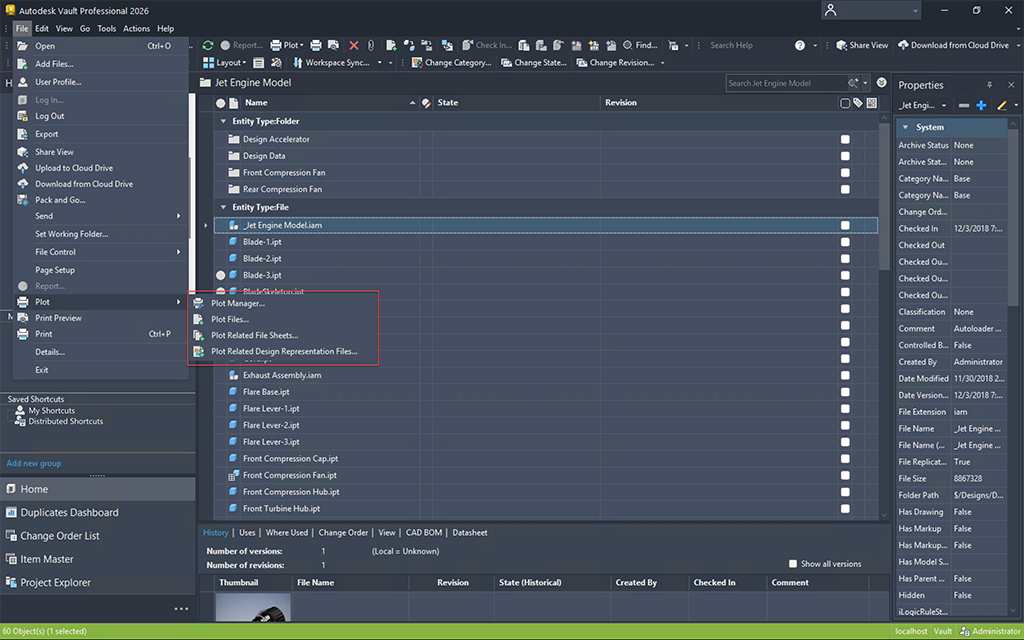 Autodesk Vault Professional 2026
File Edit View Go Tools Actions Help
Open Ctrl+O
Add Files...
User Profile...
Log In...
Log Out
Export
Share View
Upload to Cloud Drive
Download from Cloud Drive
Pack and Go...
Send
Set Working Folder...
File Control
Page Setup
Report...
Plot
Print Preview
Print Ctrl+P
Details...
Exit
Plot Manager...
Plot Files...
Plot Related File Sheets...
Plot Related Design Representation Files...
Report... Plot Check In... Find... Search Help Share View Download from Cloud Drive
Layout Workspace Sync... Change Category... Change State... Change Revision...
Jet Engine Model
Search Jet Engine Model
Name State Revision
Entity Type:Folder
Design Accelerator
Design Data
Front Compression Fan
Rear Compression Fan
Entity Type:File
_Jet Engine Model.iam
Blade-1.ipt
Blade-2.ipt
Blade-3.ipt
BladeSkeleton.ipt
Exhaust Assembly.iam
Flare Base.ipt
Flare Lever-1.ipt
Flare Lever-2.ipt
Flare Lever-3.ipt
Front Compression Cap.ipt
Front Compression Fan.ipt
Front Compression Hub.ipt
Front Turbine Hub.ipt
Saved Shortcuts
My Shortcuts
Distributed Shortcuts
Add new group
Home
Duplicates Dashboard
Change Order List
Item Master
Project Explorer
History Uses Where Used Change Order View CAD BOM Datasheet
Number of versions: 1 (Local = Unknown)
Number of revisions: 1
Show all versions
Thumbnail File Name Revision State (Historical) Created By Checked In Comment
Properties
_Jet Engi...
System
Archive Status None
Archive Stat... None
Category Na... Base
Category Na... Base
Change Ord...
Checked In 12/3/2018 7:...
Checked Out
Checked Ou...
Checked Ou...
Checked Ou...
Classification None
Comment Autoloader ...
Controlled B... False
Created By Administrator
Date Modified 11/30/2018 2...
Date Version... 12/3/2018 7:...
File Extension iam
File Name _Jet Engine ...
File Name (... _Jet Engine ...
File Replicat... True
File Size 8867328
Folder Path $/Designs/D...
Has Drawing False
Has Markup False
Has Markup... False
Has Model S...
Has Parent ... False
Hidden False
iLogicRuleSt...
60 Object(s) (1 selected)
localhost Vault Administrator